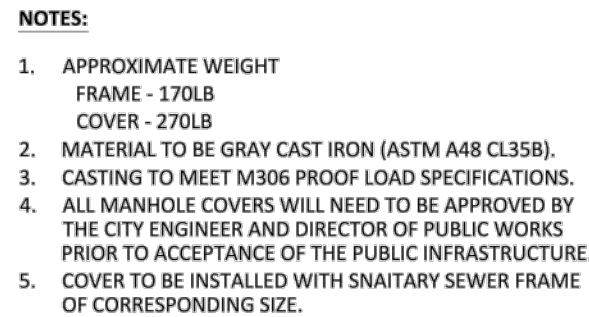 NOTES:
1. APPROXIMATE WEIGHT
FRAME - 170LB
COVER - 270LB
2. MATERIAL TO BE GRAY CAST IRON (ASTM A48 CL35B).
3. CASTING TO MEET M306 PROOF LOAD SPECIFICATIONS.
4. ALL MANHOLE COVERS WILL NEED TO BE APPROVED BY
THE CITY ENGINEER AND DIRECTOR OF PUBLIC WORKS
PRIOR TO ACCEPTANCE OF THE PUBLIC INFRASTRUCTURE
5. COVER TO BE INSTALLED WITH SNAITARY SEWER FRAME
OF CORRESPONDING SIZE.